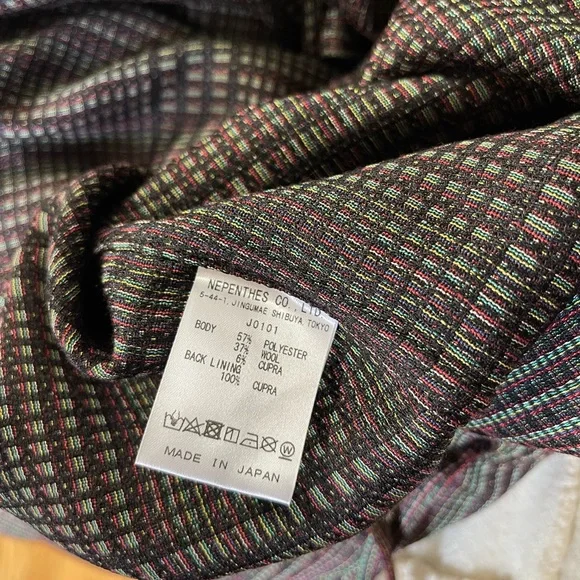 NEPENTHES CO., LTD
5-44-1, JINGUMAE SHIBUYA, TOKYO
J0101
BODY 57% POLYESTER
37% WOOL
6% CUPRA
BACK LINING
100% CUPRA
W
MADE IN JAPAN